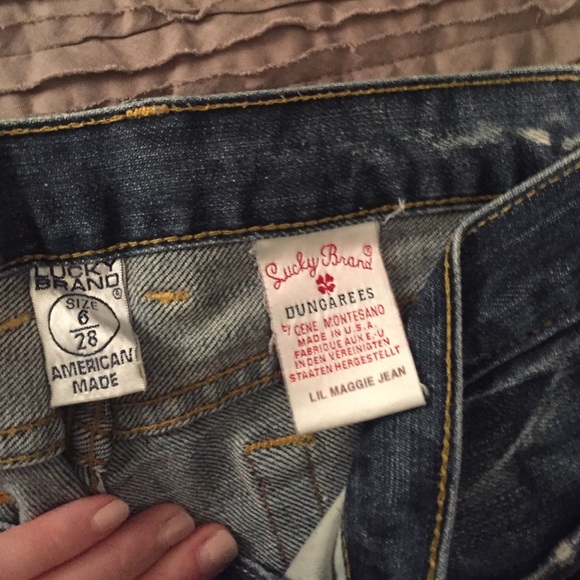 LUCKY
BRAND®
SIZE
6
28
AMERICAN
MADE
Lucky Brand®
DUNGAREES
by GENE MONTESANO
MADE IN U.S.A.
FABRIQUE AUX E.-U
IN DEN VEREINIGTEN
STAATEN HERGESTELLT
LIL MAGGIE JEAN